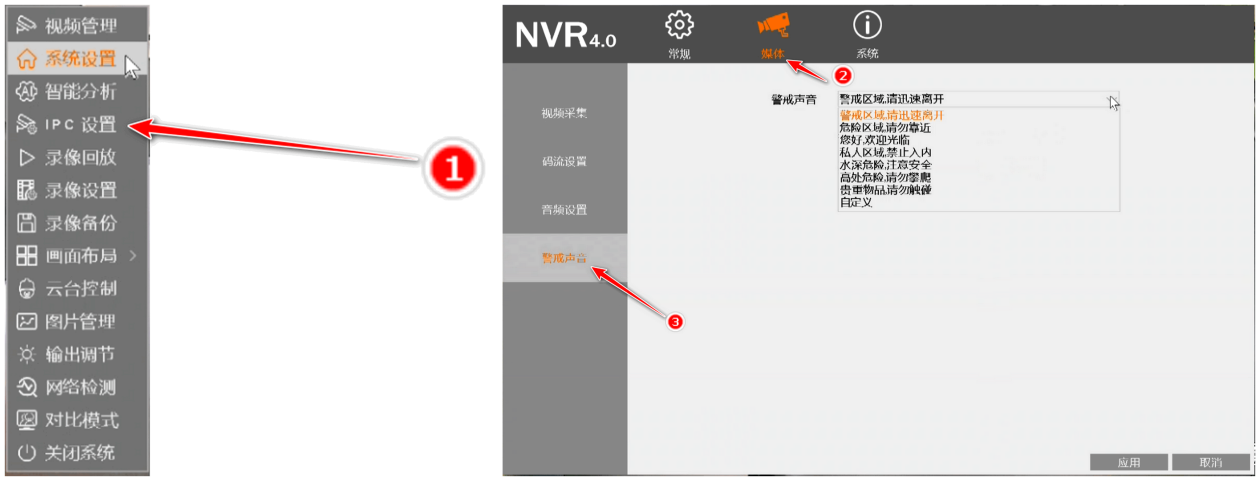 视频管理
系统设置
智能分析
IPC 设置
录像回放
录像设置
录像备份
画面布局 >
云台控制
图片管理
输出调节
网络检测
对比模式
关闭系统
1
NVR4.0
常规
媒体
系统
2
视频采集
码流设置
音频设置
警戒声音
3
警戒声音
警戒区域,请迅速离开
警戒区域,请迅速离开
危险区域,请勿靠近
您好,欢迎光临
私人区域,禁止入内
水深危险,注意安全
高处危险,请勿攀爬
贵重物品,请勿触碰
自定义
应用
取消